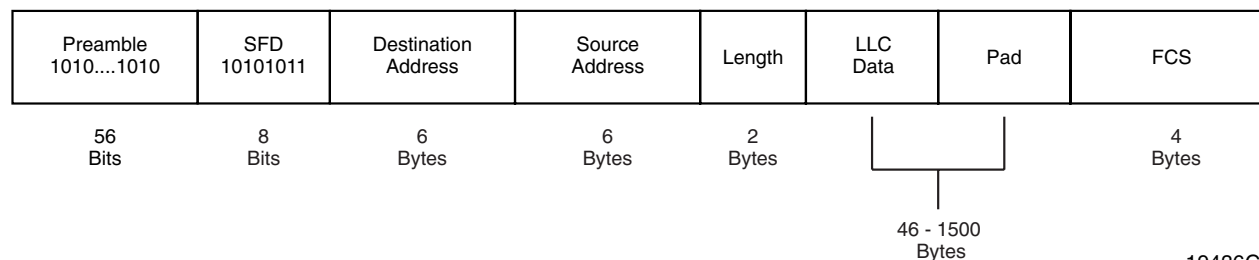 Preamble
1010....1010
SFD
10101011
Destination
Address
Source
Address
Length
LLC
Data
Pad
FCS
56
Bits
8
Bits
6
Bytes
6
Bytes
2
Bytes
4
Bytes
46 - 1500
Bytes